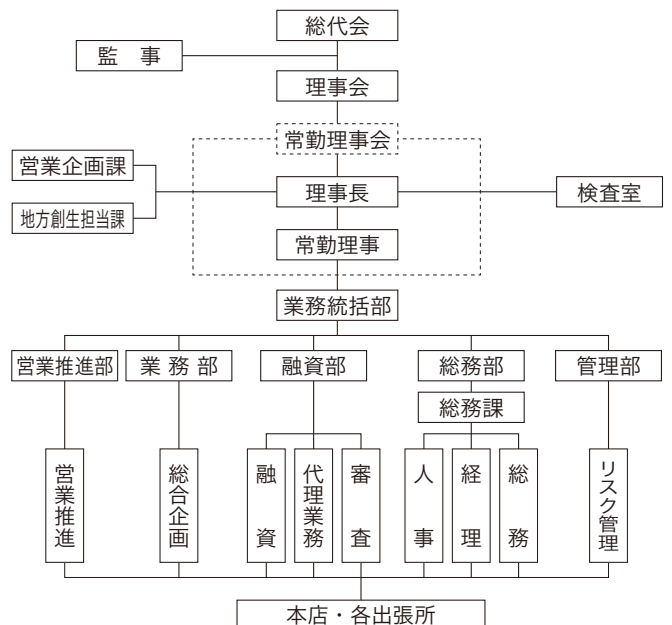 総代会
監　事
理事会
常勤理事会
営業企画課
理事長
検査室
地方創生担当課
常勤理事
業務統括部
営業推進部
業 務 部
融資部
総務部
管理部
総務課
営業推進
総合企画
融　資
代理業務
審　査
人　事
経　理
総　務
リスク管理
本店・各出張所